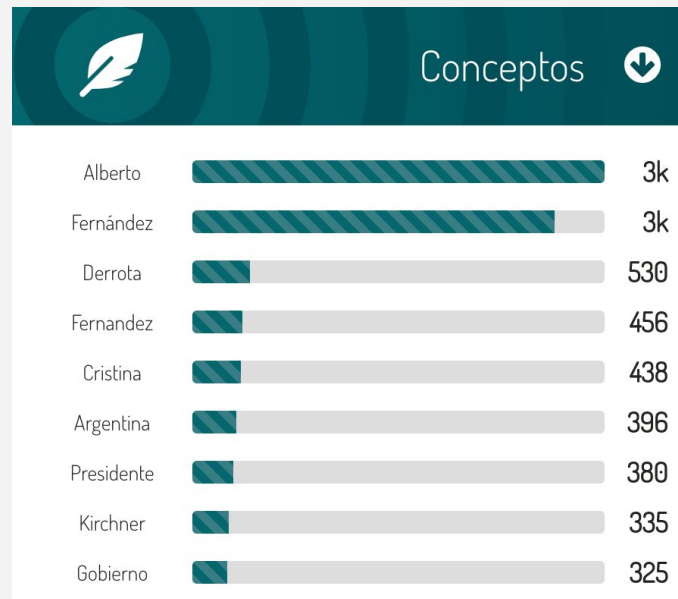 Conceptos
Alberto 3k
Fernández 3k
Derrota 530
Fernandez 456
Cristina 438
Argentina 396
Presidente 380
Kirchner 335
Gobierno 325